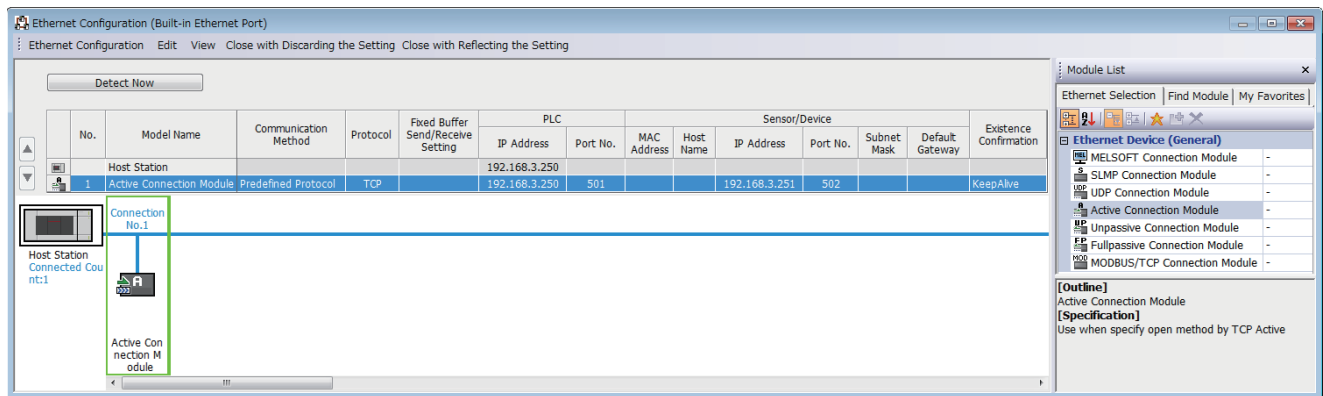 Ethernet Configuration (Built-in Ethernet Port)
Ethernet Configuration Edit View Close with Discarding the Setting Close with Reflecting the Setting
Detect Now
No. Model Name Communication Method Protocol Fixed Buffer Send/Receive Setting PLC Sensor/Device Existence Confirmation
IP Address Port No. MAC Address Host Name IP Address Port No. Subnet Mask Default Gateway
Host Station 192.168.3.250
1 Active Connection Module Predefined Protocol TCP 192.168.3.250 501 192.168.3.251 502 KeepAlive
Connection
No.1
Host Station
Connected Cou
nt:1
A
Active Con
nection M
odule
Module List
Ethernet Selection Find Module My Favorites
Ethernet Device (General)
MELSOFT Connection Module -
SLMP Connection Module -
UDP Connection Module -
Active Connection Module -
Unpassive Connection Module -
Fullpassive Connection Module -
MODBUS/TCP Connection Module -
[Outline]
Active Connection Module
[Specification]
Use when specify open method by TCP Active